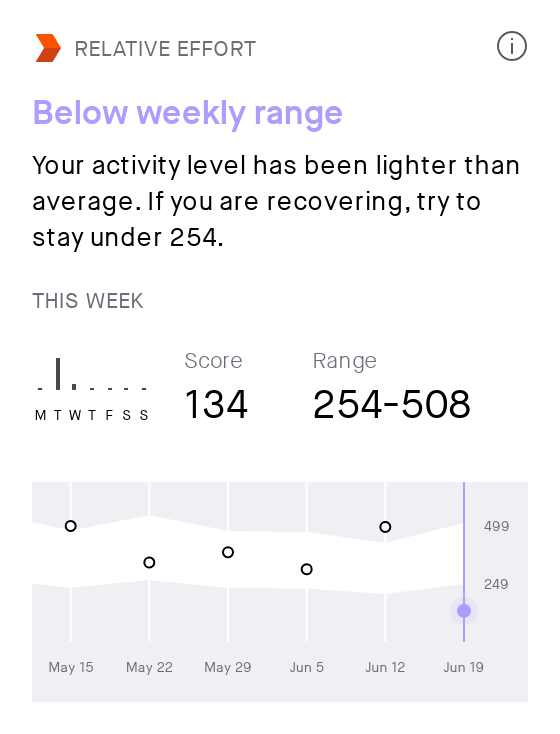 RELATIVE EFFORT
Below weekly range
Your activity level has been lighter than
average. If you are recovering, try to
stay under 254.
THIS WEEK
Score Range
134 254-508
M T W T F S S
499
249
May 15 May 22 May 29 Jun 5 Jun 12 Jun 19